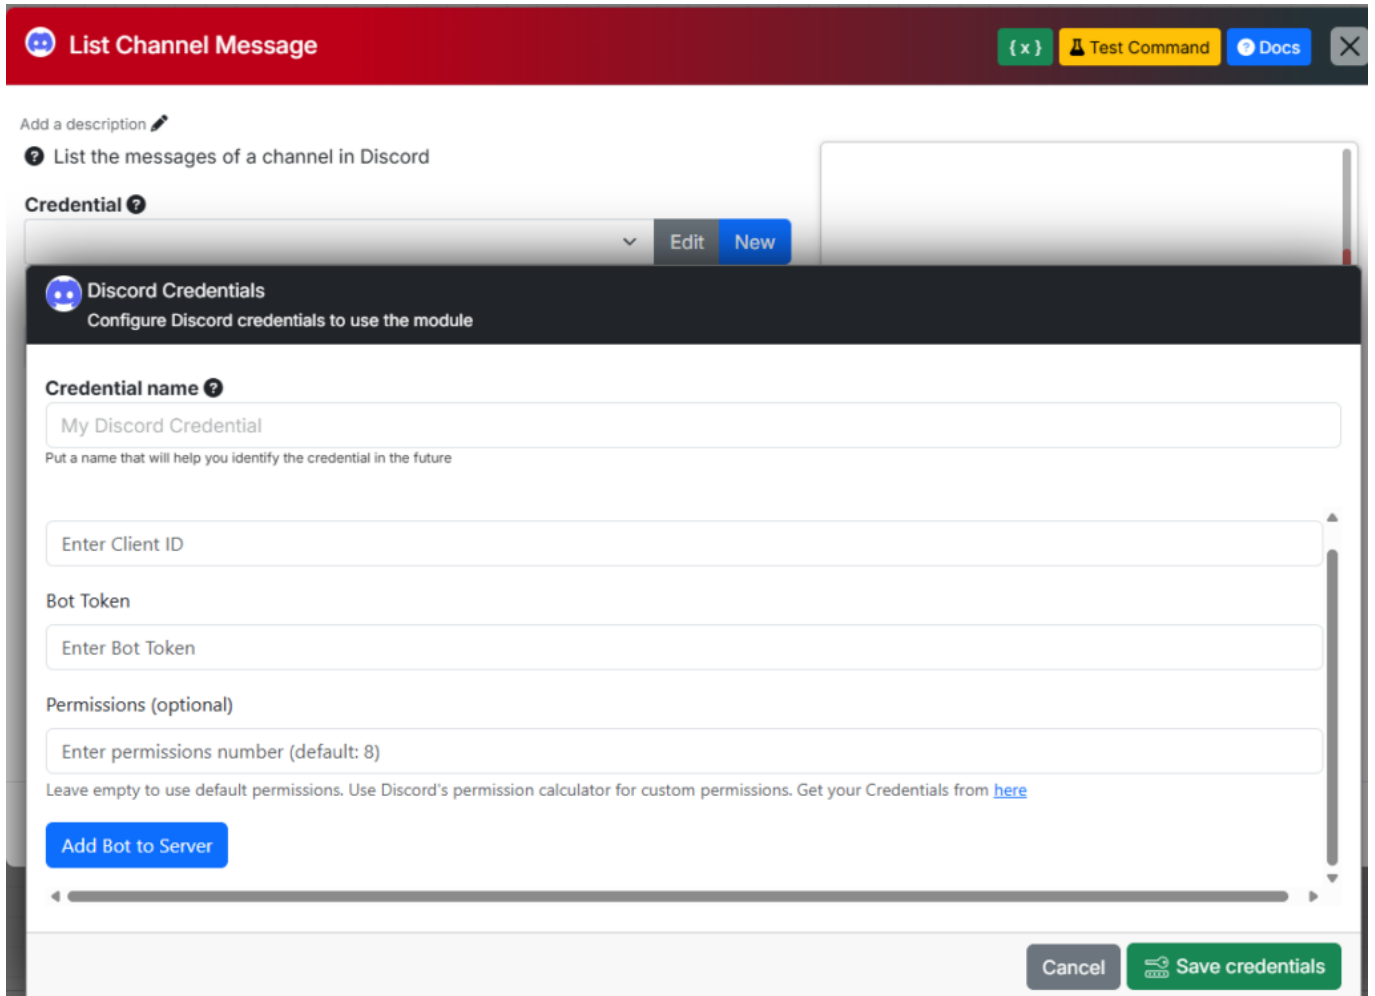 List Channel Message
{ x } Test Command Docs
Add a description
List the messages of a channel in Discord
Credential
Edit New
Discord Credentials
Configure Discord credentials to use the module
Credential name
My Discord Credential
Put a name that will help you identify the credential in the future
Enter Client ID
Bot Token
Enter Bot Token
Permissions (optional)
Enter permissions number (default: 8)
Leave empty to use default permissions. Use Discord's permission calculator for custom permissions. Get your Credentials from here
Add Bot to Server
Cancel Save credentials